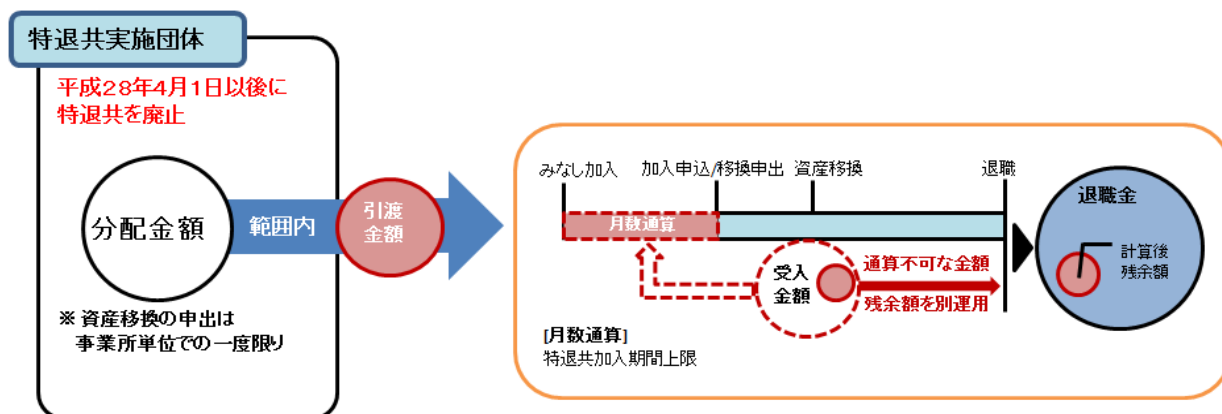 特退共実施団体
平成28年4月1日以後に
特退共を廃止
分配金額
範囲内
引渡
金額
※ 資産移換の申出は
事業所単位での一度限り
みなし加入
加入申込/移換申出
資産移換
退職
月数通算
受入
金額
通算不可な金額
残余額を別運用
[月数通算]
特退共加入期間上限
退職金
計算後
残余額